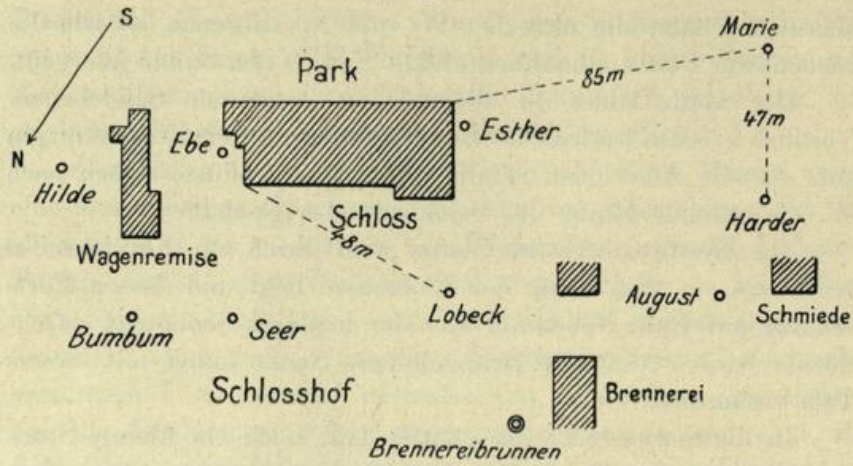 S
N
Park
Marie
85m
47m
Ebe
Esther
Hilde
Schloss
Harder
48m
Wagenremise
Lobeck
August
Schmiede
Bumbum
Seer
Schlosshof
Brennerei
Brennereibrunnen